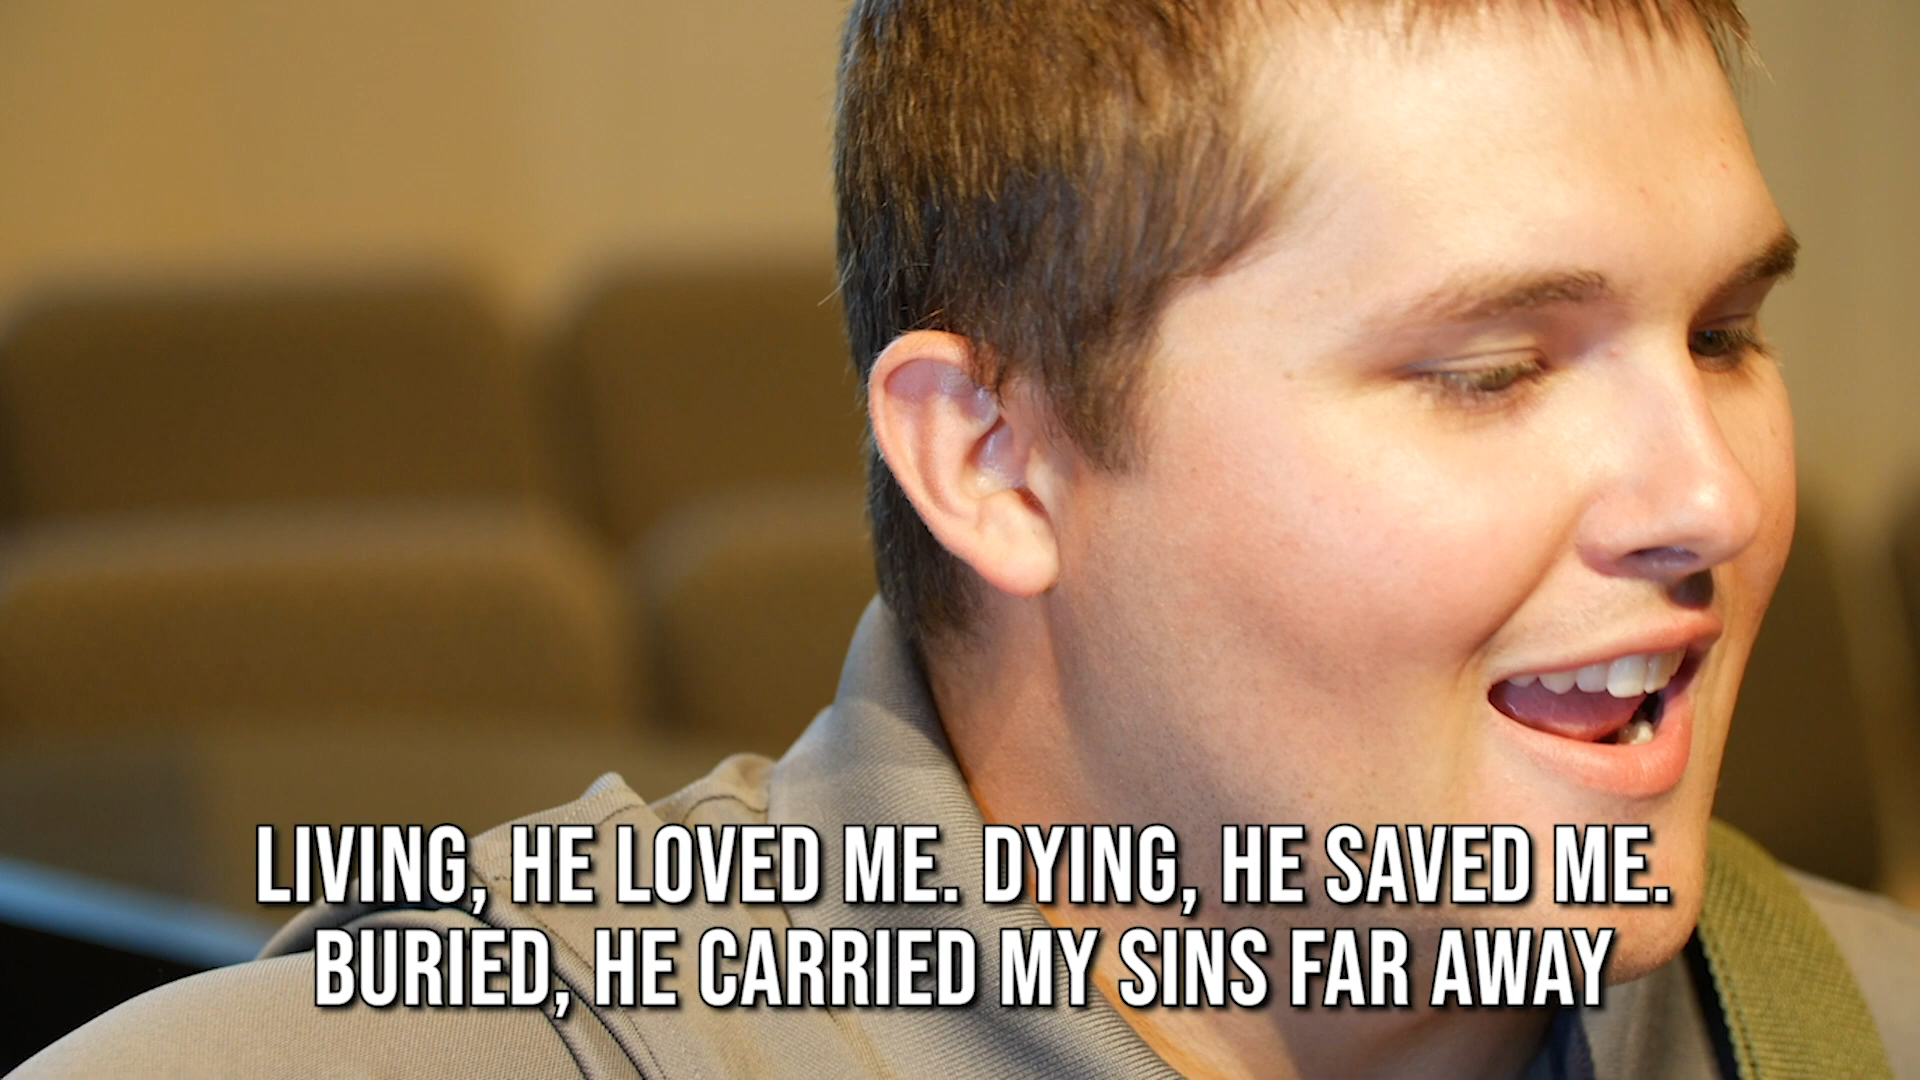 LIVING, HE LOVED ME. DYING, HE SAVED ME.
BURIED, HE CARRIED MY SINS FAR AWAY